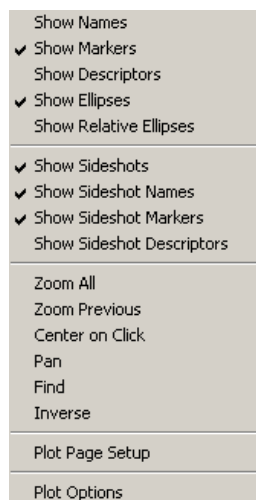 Show Names
Show Markers
Show Descriptors
Show Ellipses
Show Relative Ellipses
Show Sideshots
Show Sideshot Names
Show Sideshot Markers
Show Sideshot Descriptors
Zoom All
Zoom Previous
Center on Click
Pan
Find
Inverse
Plot Page Setup
Plot Options